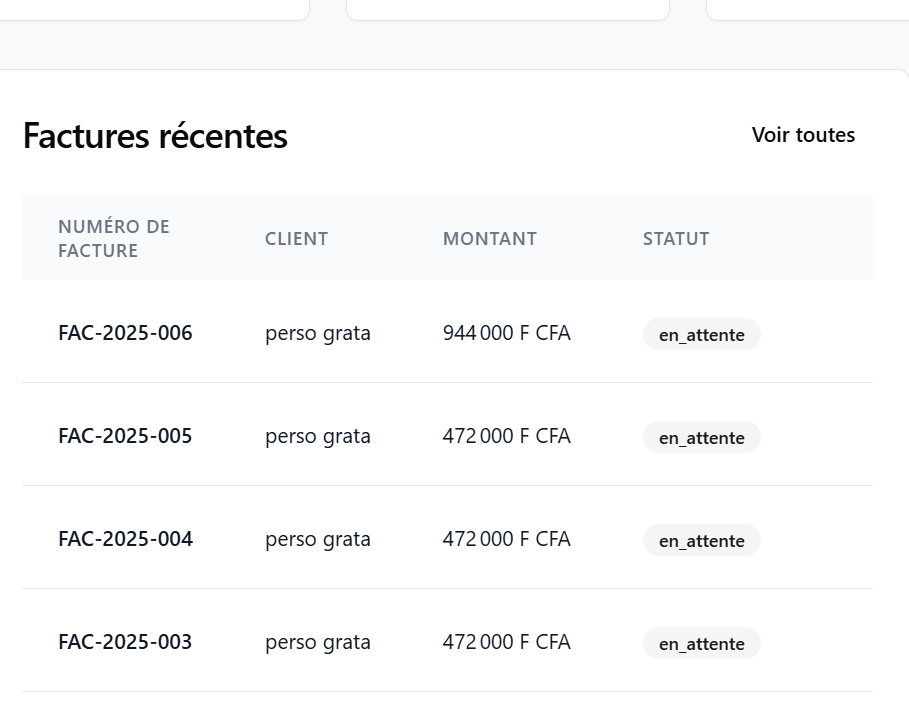 Factures récentes
Voir toutes
NUMÉRO DE
FACTURE
CLIENT
MONTANT
STATUT
FAC-2025-006 perso grata 944 000 F CFA en_attente
FAC-2025-005 perso grata 472 000 F CFA en_attente
FAC-2025-004 perso grata 472 000 F CFA en_attente
FAC-2025-003 perso grata 472 000 F CFA en_attente